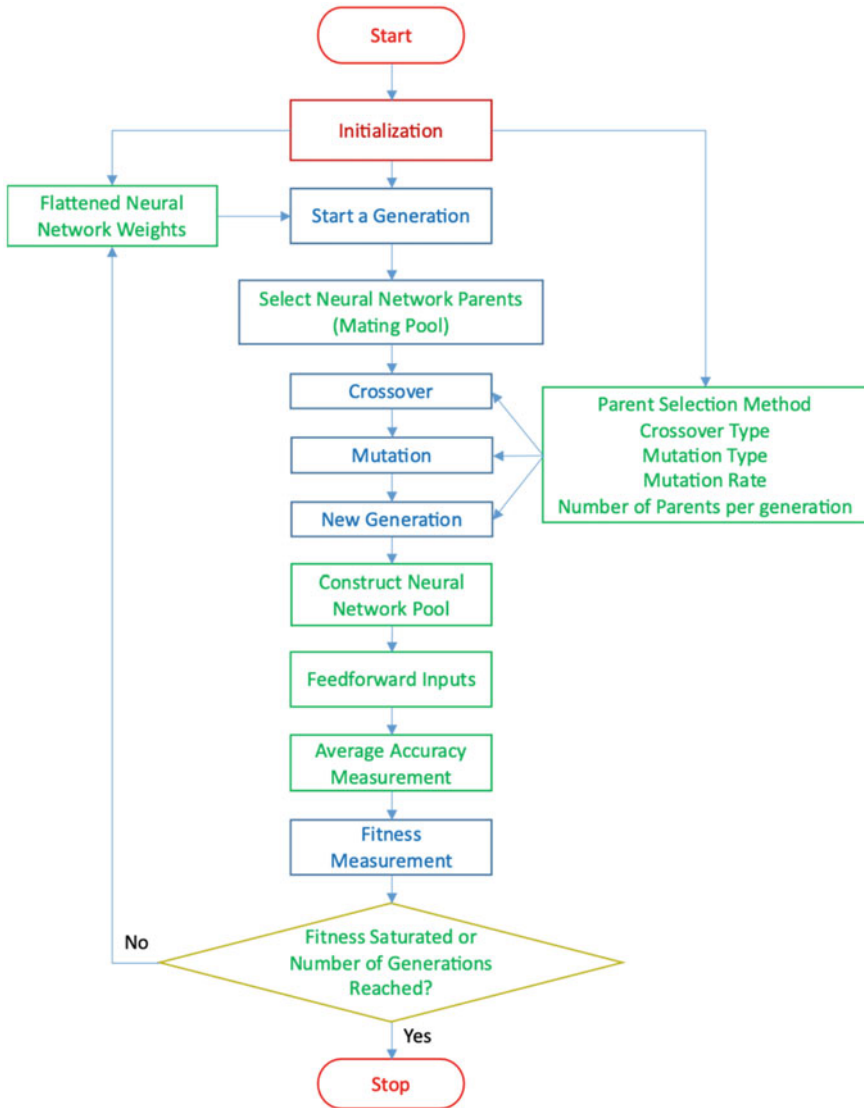 Start
Initialization
Flattened Neural
Network Weights
Start a Generation
Select Neural Network Parents
(Mating Pool)
Crossover
Mutation
New Generation
Parent Selection Method
Crossover Type
Mutation Type
Mutation Rate
Number of Parents per generation
Construct Neural
Network Pool
Feedforward Inputs
Average Accuracy
Measurement
Fitness
Measurement
No
Fitness Saturated or
Number of Generations
Reached?
Yes
Stop